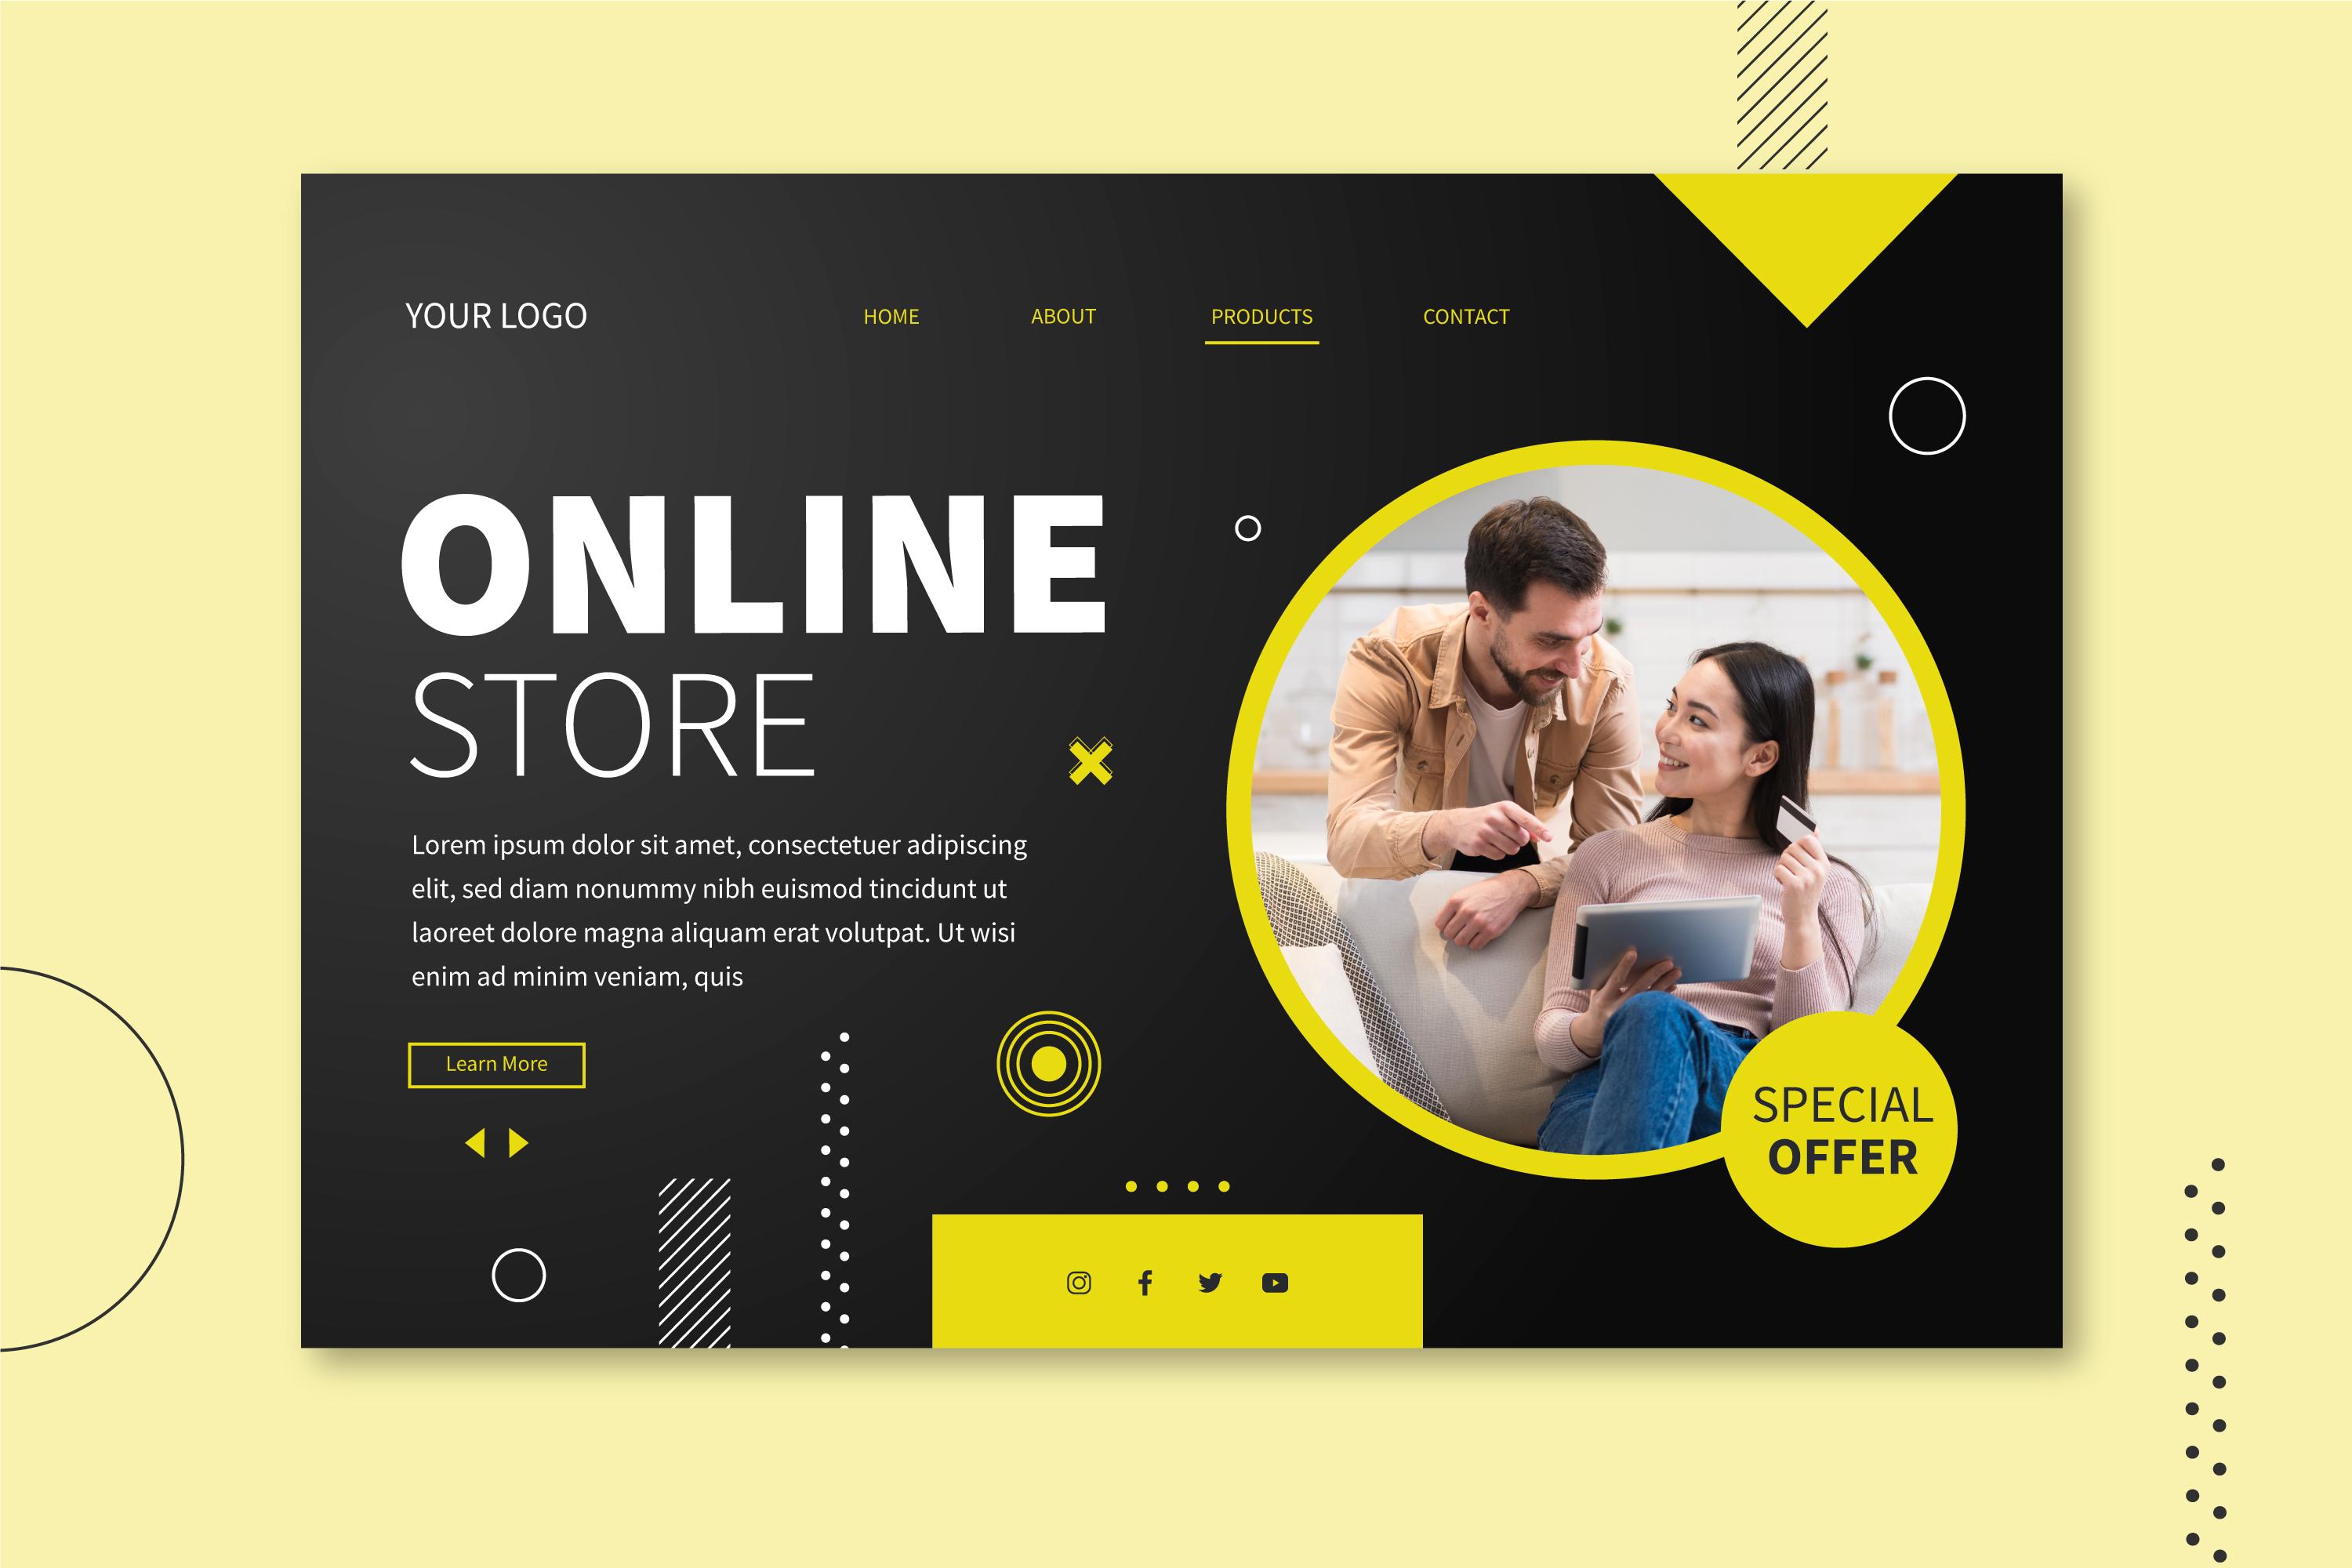 YOUR LOGO
HOME
ABOUT
PRODUCTS
CONTACT
ONLINE
STORE
Lorem ipsum dolor sit amet, consectetuer adipiscing
elit, sed diam nonummy nibh euismod tincidunt ut
laoreet dolore magna aliquam erat volutpat. Ut wisi
enim ad minim veniam, quis
Learn More
SPECIAL
OFFER